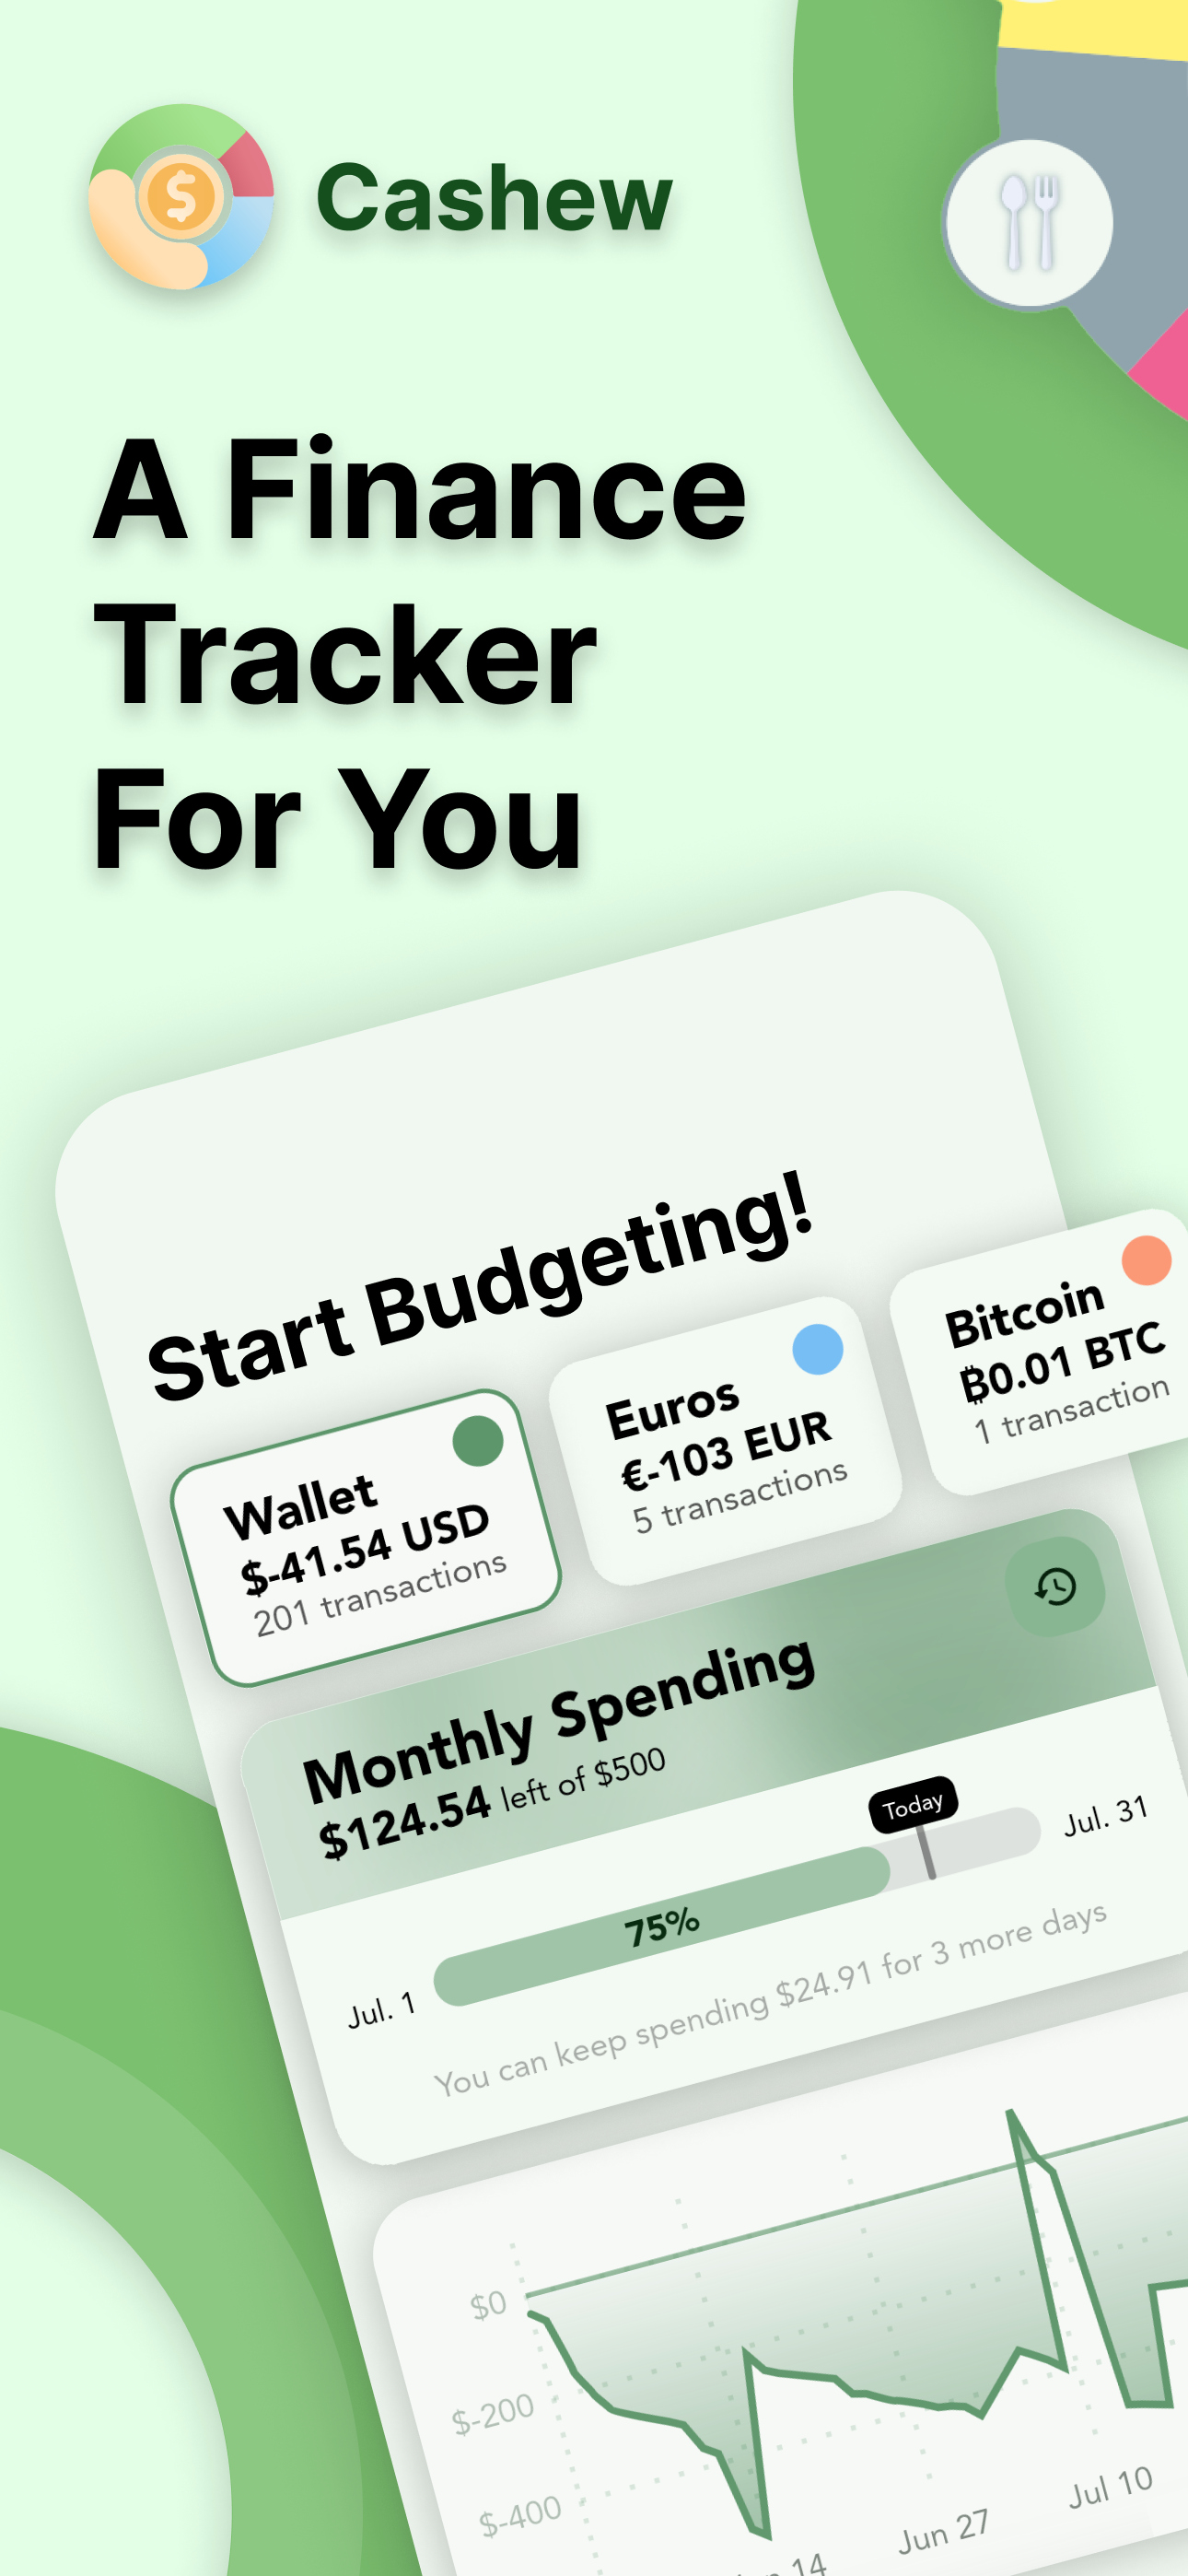 Cashew
A Finance
Tracker
For You
Start Budgeting!
Wallet
$-41.54 USD
201 transactions
Euros
€-103 EUR
5 transactions
Bitcoin
₿0.01 BTC
1 transaction
Monthly Spending
$124.54 left of $500
Today
Jul. 1
75%
Jul. 31
You can keep spending $24.91 for 3 more days
$0
$-200
$-400
14
Jun 27
Jul 10